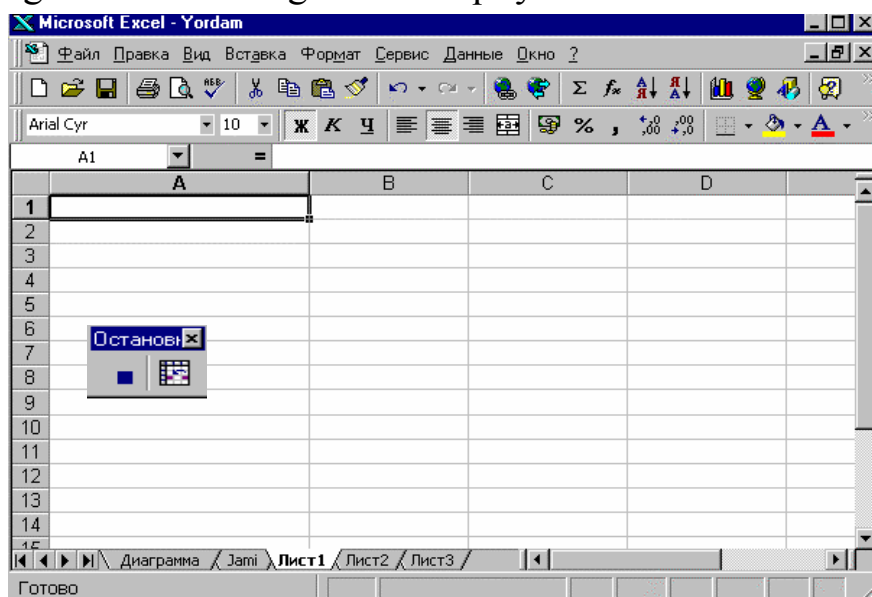 Microsoft Excel - Yordam
Файл Правка Вид Вставка Формат Сервис Данные Окно ?
Arial Cyr 10 Ж К Ч % ,
A1 =
A B C D
1
2
3
4
5
6
Останов
7
8
9
10
11
12
13
14
15
Диаграмма Jami Лист1 Лист2 Лист3
Готово